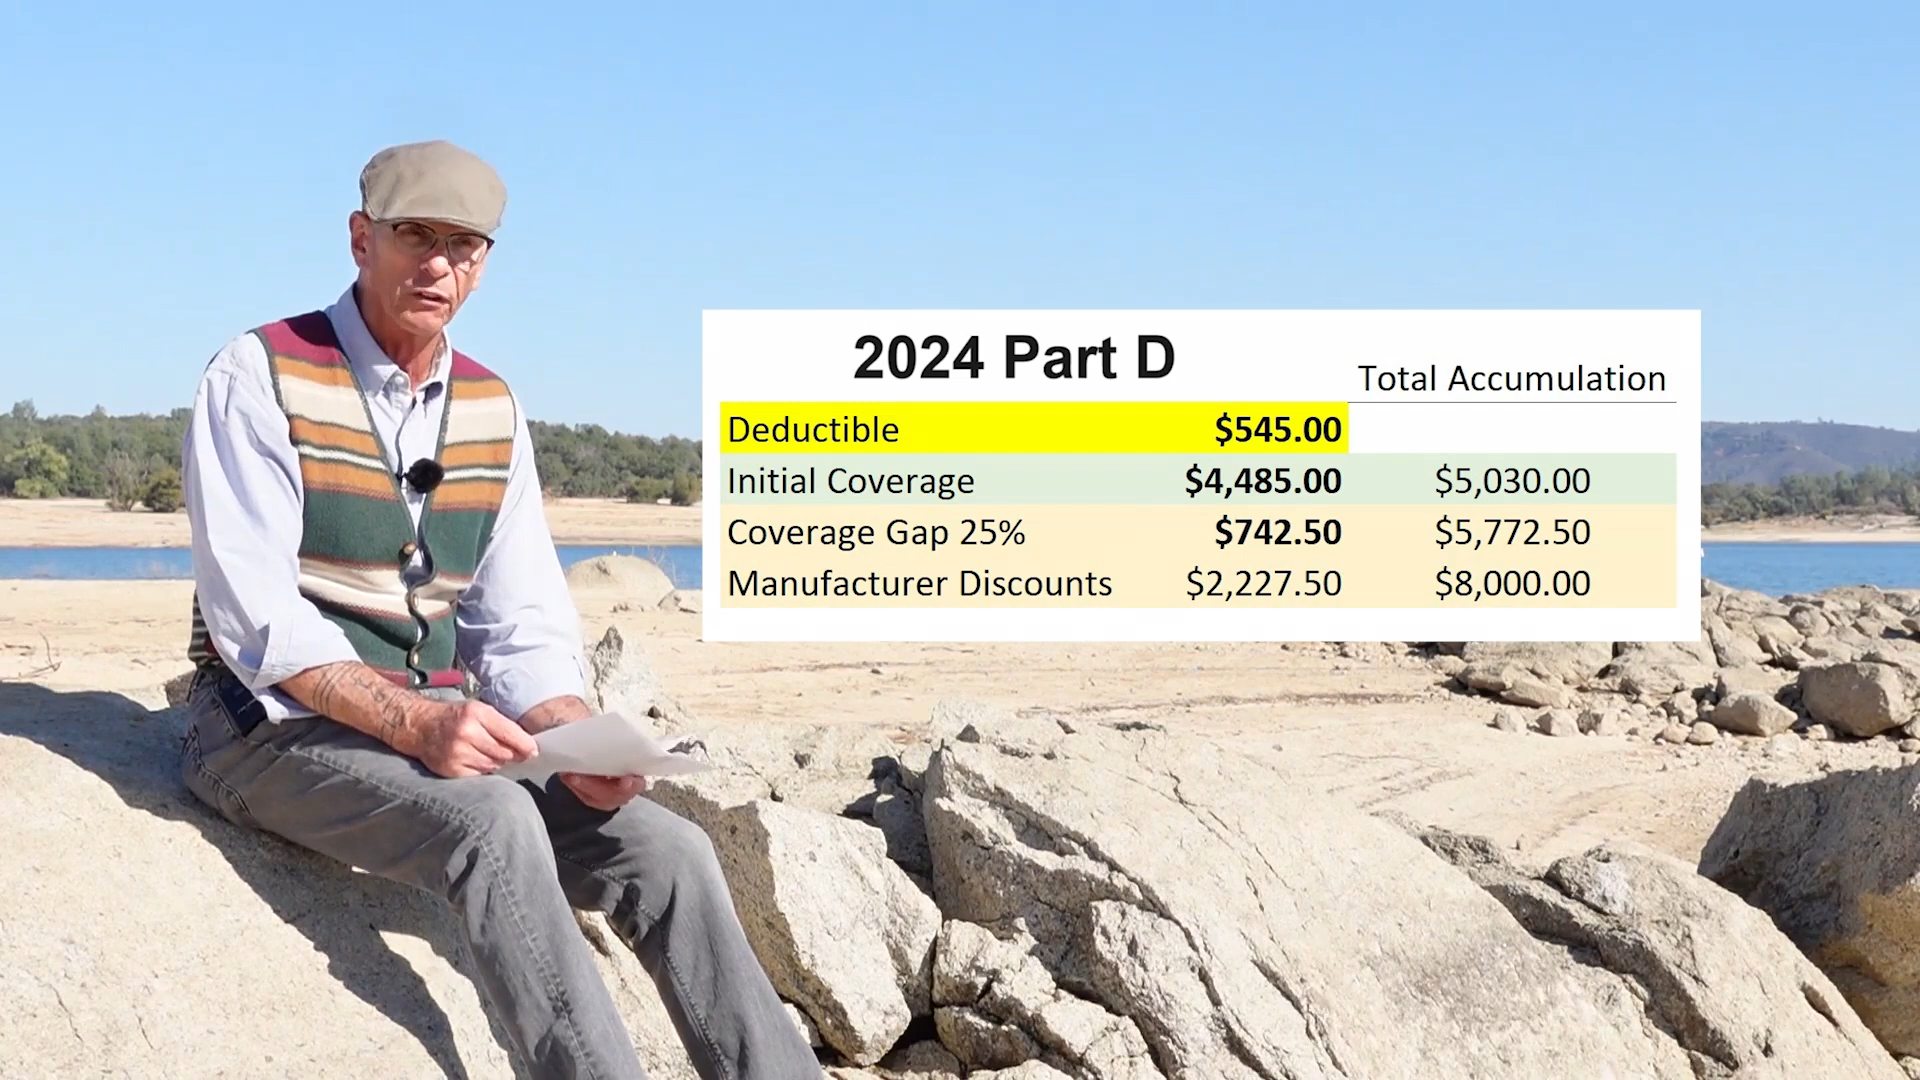 2024 Part D
Total Accumulation
Deductible $545.00
Initial Coverage $4,485.00 $5,030.00
Coverage Gap 25% $742.50 $5,772.50
Manufacturer Discounts $2,227.50 $8,000.00